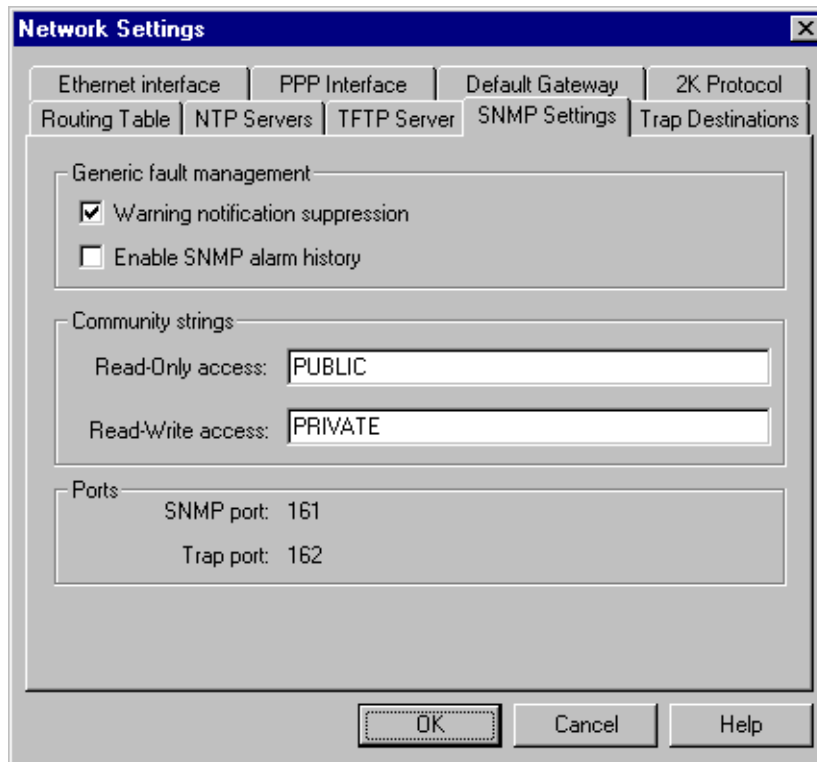 Network Settings
Ethernet interface PPP Interface Default Gateway 2K Protocol
Routing Table NTP Servers TFTP Server SNMP Settings Trap Destinations
Generic fault management
Warning notification suppression
Enable SNMP alarm history
Community strings
Read-Only access: PUBLIC
Read-Write access: PRIVATE
Ports
SNMP port: 161
Trap port: 162
OK Cancel Help